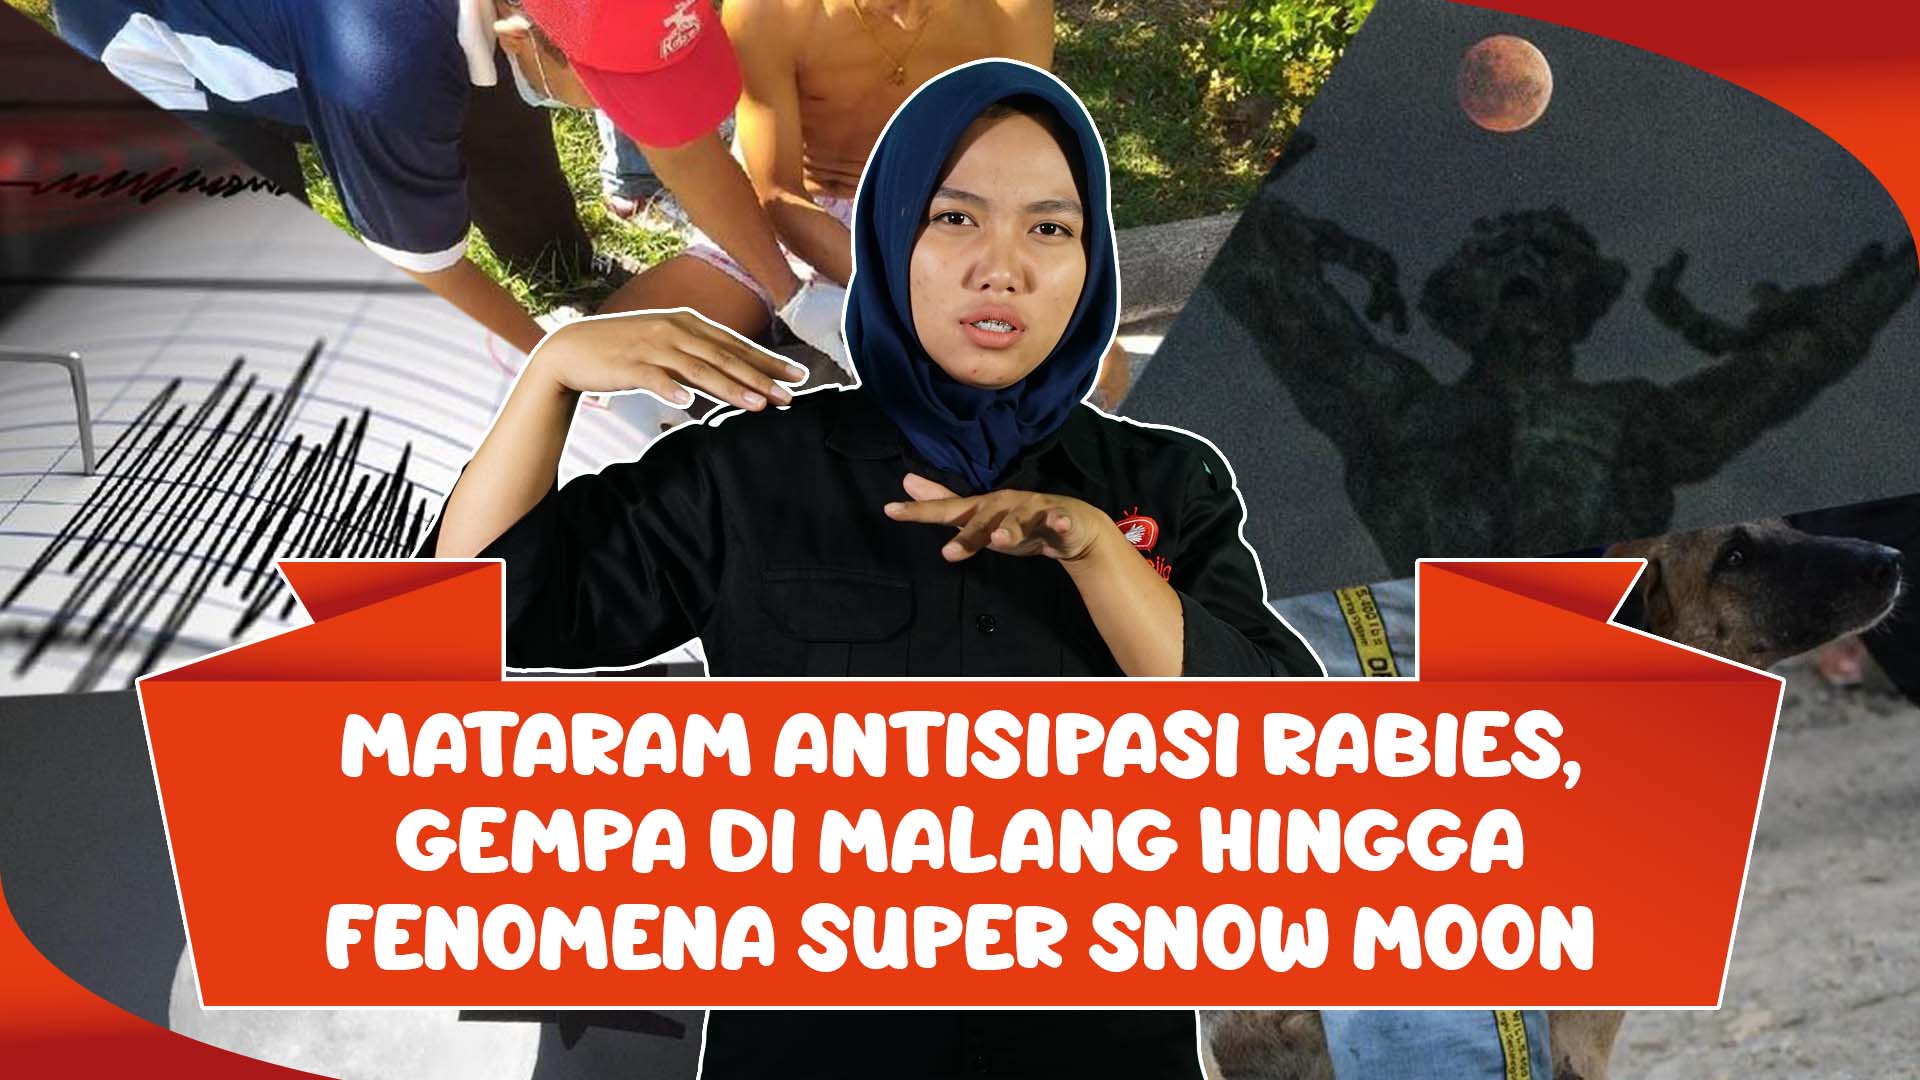 MATARAM ANTISIPASI RABIES,
GEMPA DI MALANG HINGGA
FENOMENA SUPER SNOW MOON